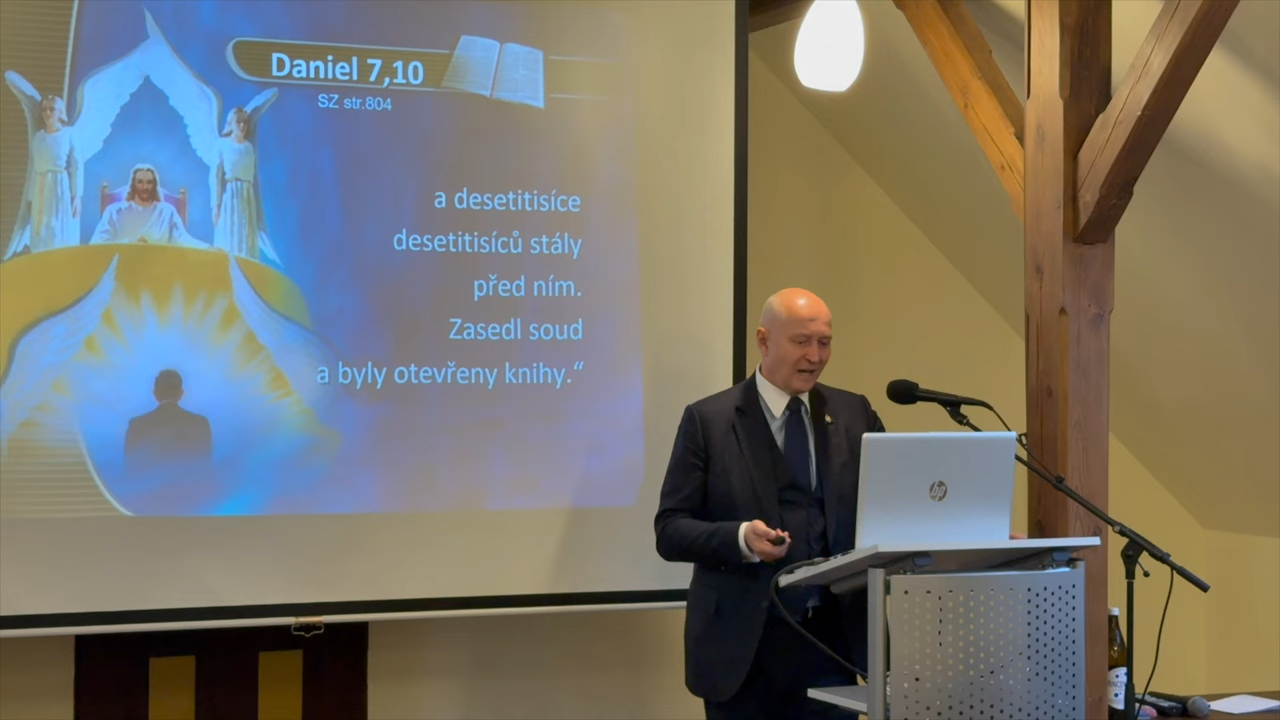 Daniel 7,10
SZ str.804
a desetitisíce
desetitisíců stály
před ním.
Zasedl soud
a byly otevřeny knihy.“
hp